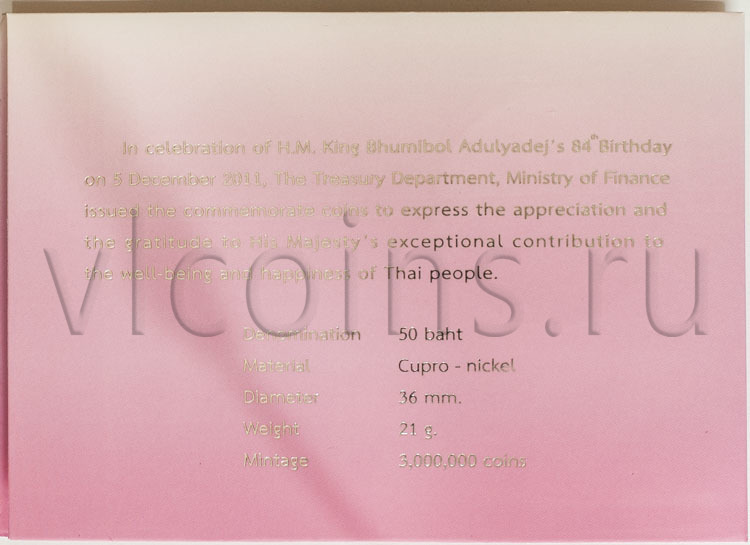 In celebration of H.M. King Bhumibol Adulyadej's 84th Birthday
on 5 December 2011, The Treasury Department, Ministry of Finance
issued the commemorate coins to express the appreciation and
the gratitude to His Majesty's exceptional contribution to
the well-being and happiness of Thai people.
vlcoins.ru
Denomination 50 baht
Material Cupro - nickel
Diameter 36 mm.
Weight 21 g.
Mintage 3,000,000 coins